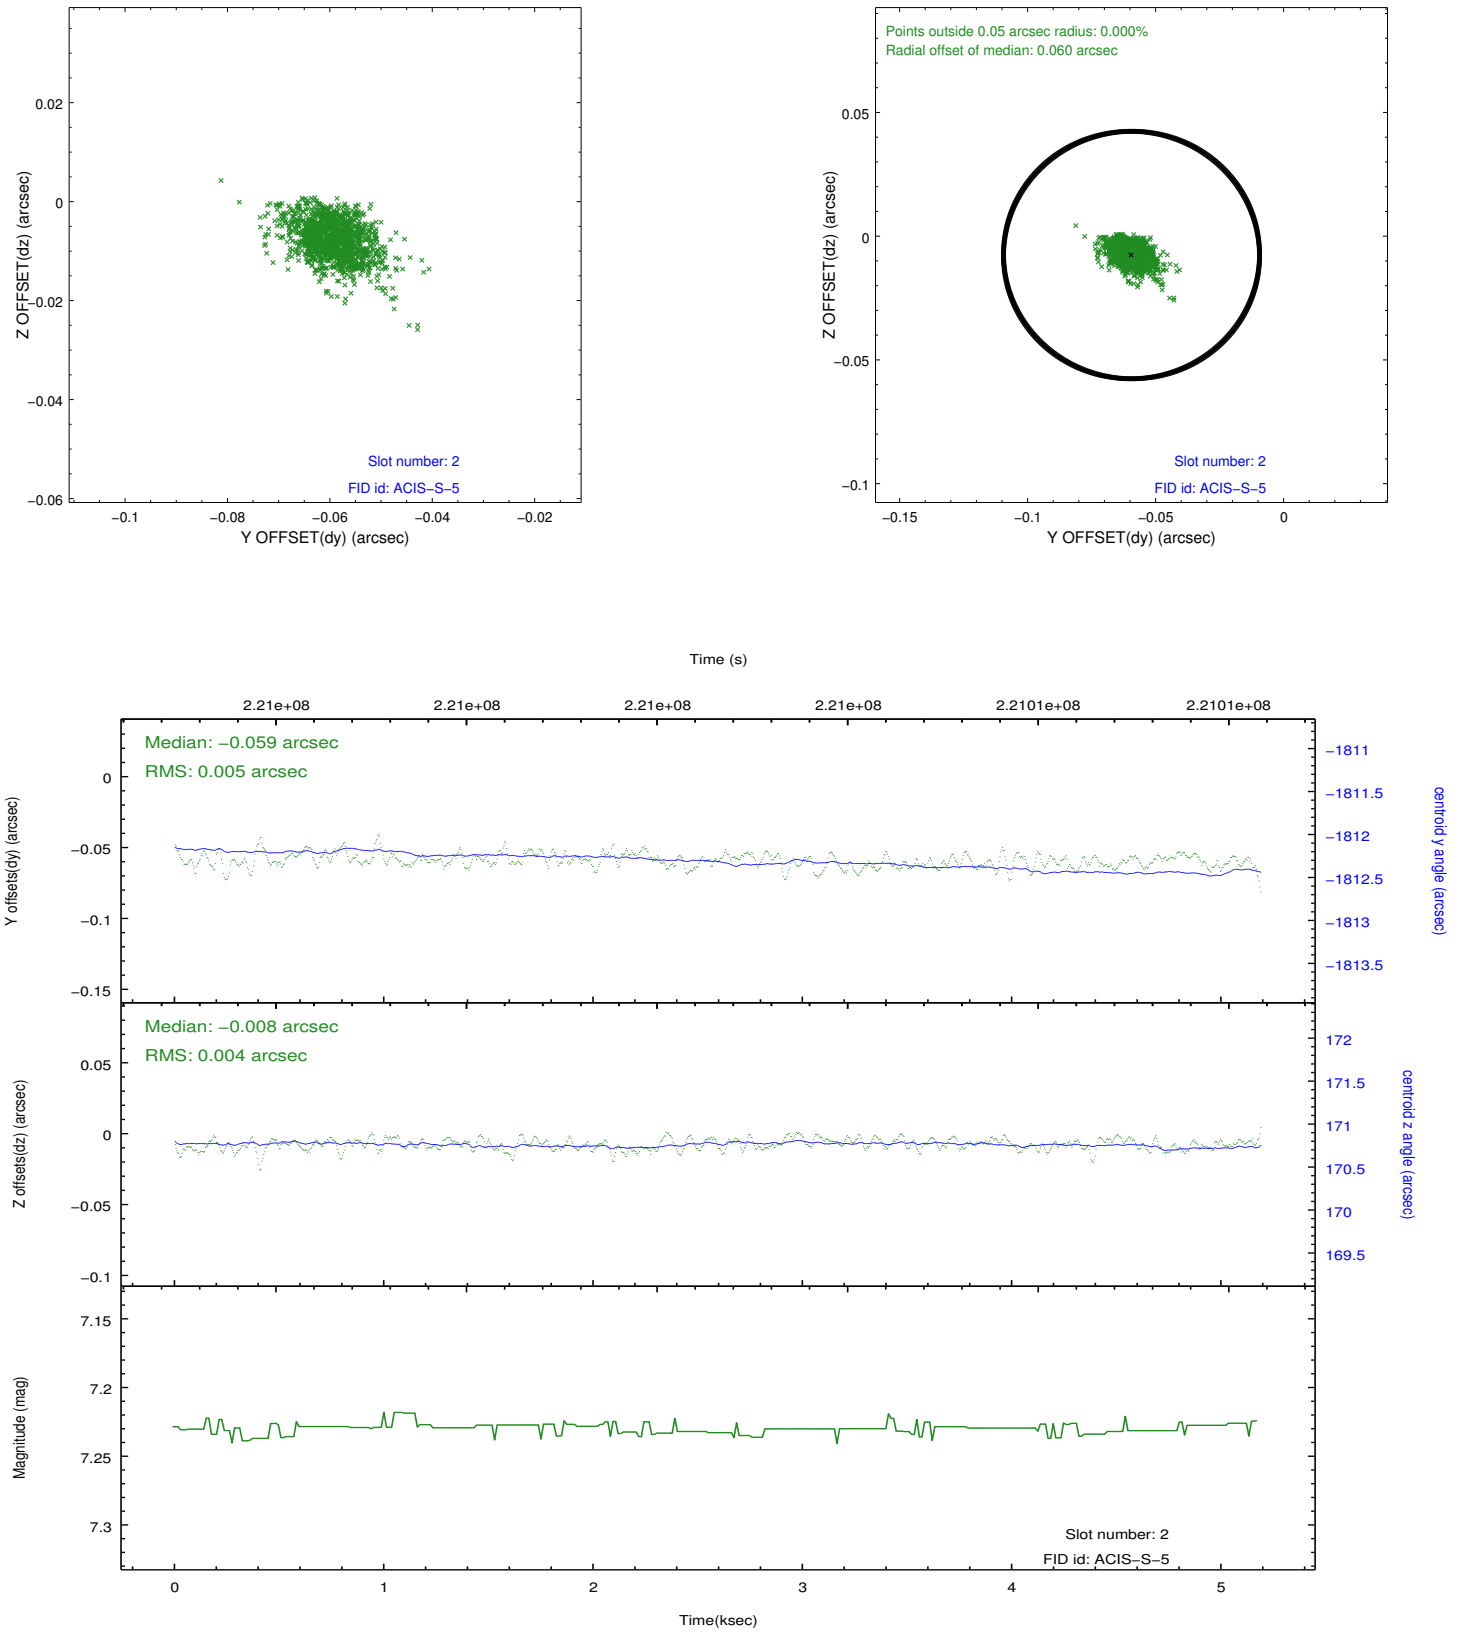 0.02
0
−0.02
−0.04
−0.06
Z OFFSET(dz) (arcsec)
Slot number: 2
FID id: ACIS−S−5
−0.1
−0.08
−0.06
−0.04
−0.02
Y OFFSET(dy) (arcsec)
Points outside 0.05 arcsec radius: 0.000%
Radial offset of median: 0.060 arcsec
0.05
0
−0.05
−0.1
Z OFFSET(dz) (arcsec)
Slot number: 2
FID id: ACIS−S−5
−0.15
−0.1
−0.05
0
Y OFFSET(dy) (arcsec)
Time (s)
2.21e+08
2.21e+08
2.21e+08
2.21e+08
2.2101e+08
2.2101e+08
Median: −0.059 arcsec
RMS: 0.005 arcsec
0
−0.05
−0.1
−0.15
Y offsets(dy) (arcsec)
−1811
−1811.5
−1812
−1812.5
−1813
−1813.5
centroid y angle (arcsec)
Median: −0.008 arcsec
RMS: 0.004 arcsec
0.05
0
−0.05
−0.1
Z offsets(dz) (arcsec)
172
171.5
171
170.5
170
169.5
centroid z angle (arcsec)
7.15
7.2
7.25
7.3
Magnitude (mag)
Slot number: 2
FID id: ACIS−S−5
0
1
2
3
4
5
Time(ksec)